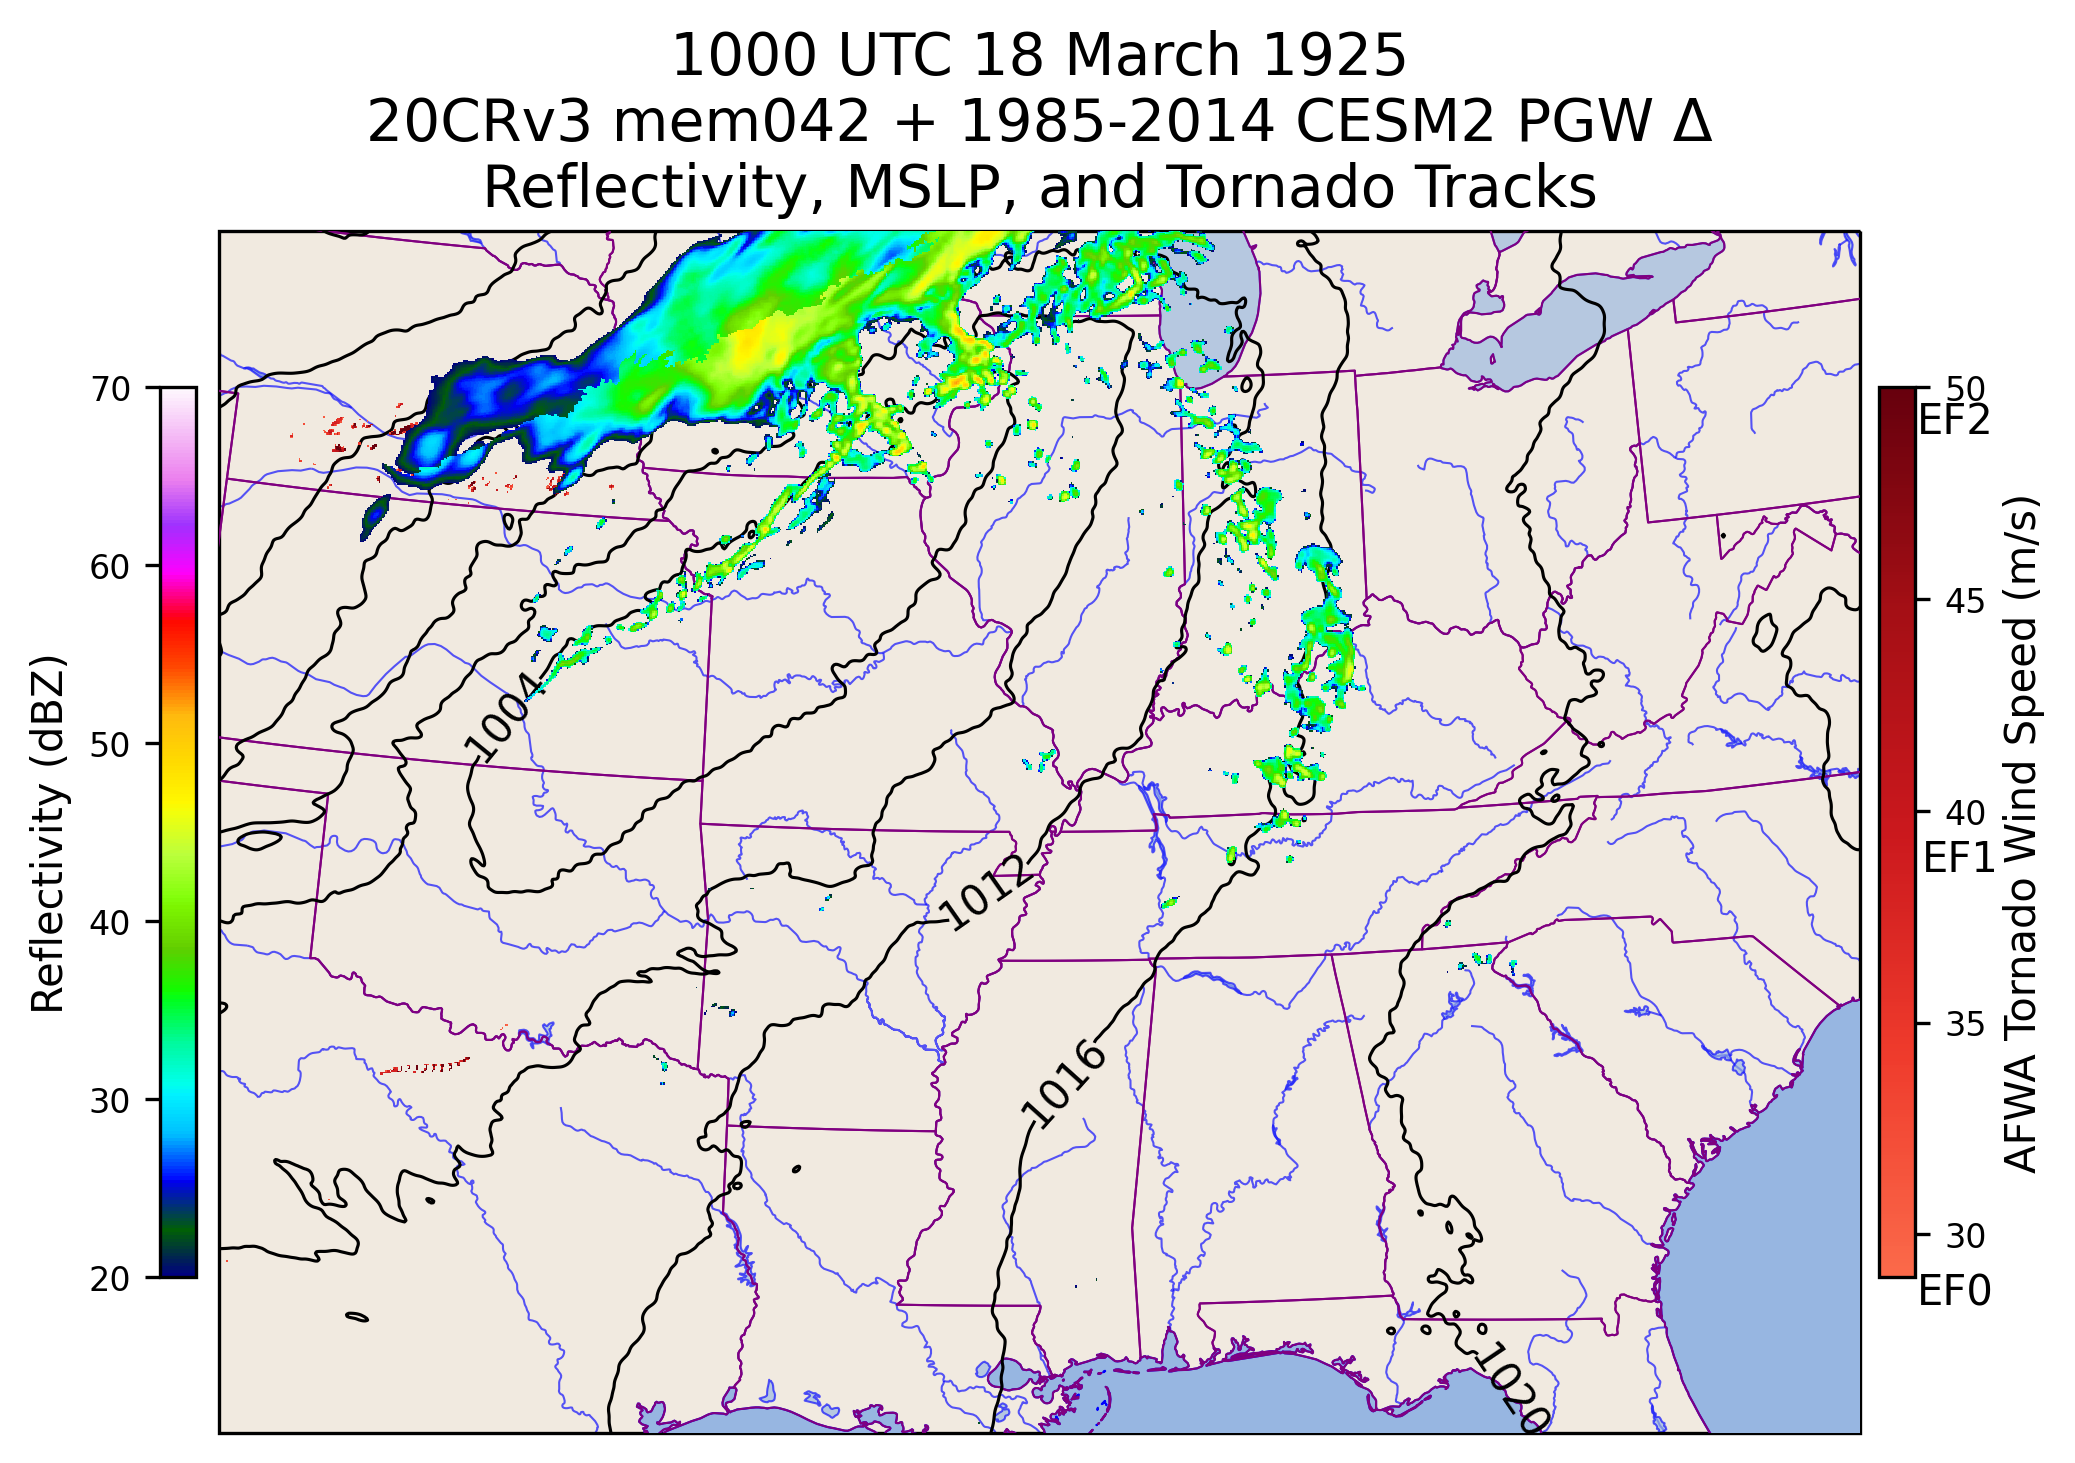 1000 UTC 18 March 1925
20CRv3 mem042 + 1985-2014 CESM2 PGW Δ
Reflectivity, MSLP, and Tornado Tracks
70
60
50
40
30
20
Reflectivity (dBZ)
1004
1012
1016
1020
50
EF2
45
40
EF1
35
30
EF0
AFWA Tornado Wind Speed (m/s)